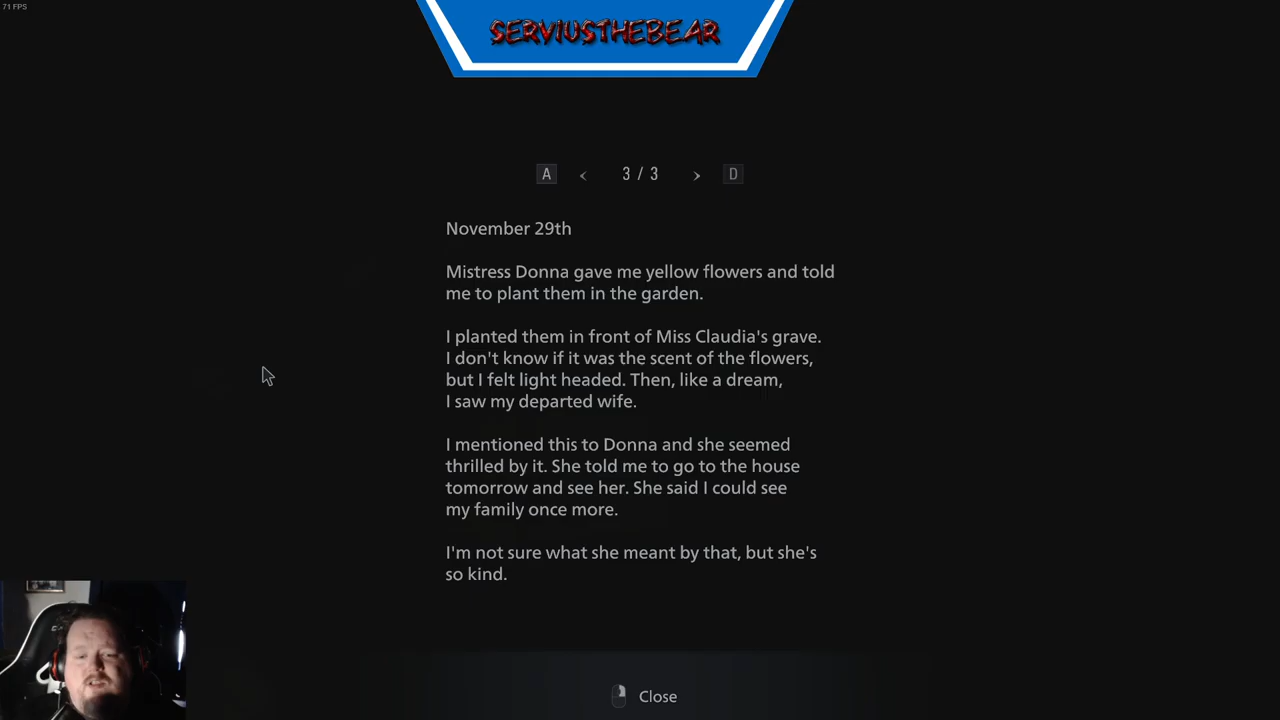 71 FPS
SERVIUSTHEBEAR
A < 3 / 3 > D
November 29th
Mistress Donna gave me yellow flowers and told
me to plant them in the garden.
I planted them in front of Miss Claudia's grave.
I don't know if it was the scent of the flowers,
but I felt light headed. Then, like a dream,
I saw my departed wife.
I mentioned this to Donna and she seemed
thrilled by it. She told me to go to the house
tomorrow and see her. She said I could see
my family once more.
I'm not sure what she meant by that, but she's
so kind.
Close